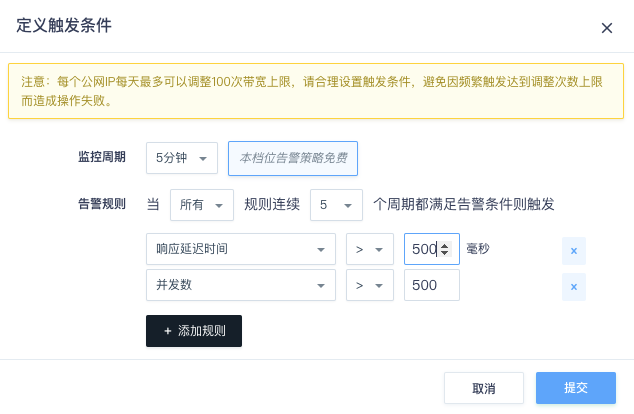 定义触发条件
注意：每个公网IP每天最多可以调整100次带宽上限，请合理设置触发条件，避免因频繁触发达到调整次数上限
而造成操作失败。
监控周期 5分钟 本档位告警策略免费
告警规则 当 所有 规则连续 5 个周期都满足告警条件则触发
响应延迟时间 > 500 毫秒 x
并发数 > 500 x
+ 添加规则
取消 提交